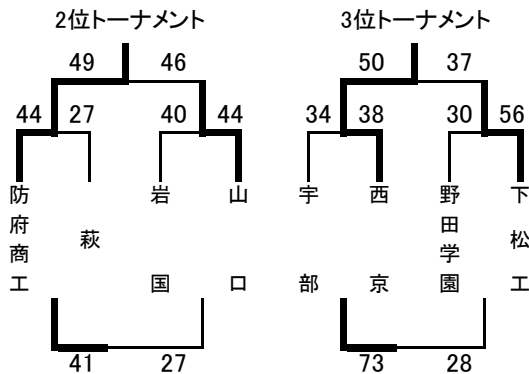 2位トーナメント
3位トーナメント
49 46
50 37
44 27 40 44
34 38 30 56
防府商工
萩
岩国
山口
宇部
西京
野田学園
下松工
41 27
73 28